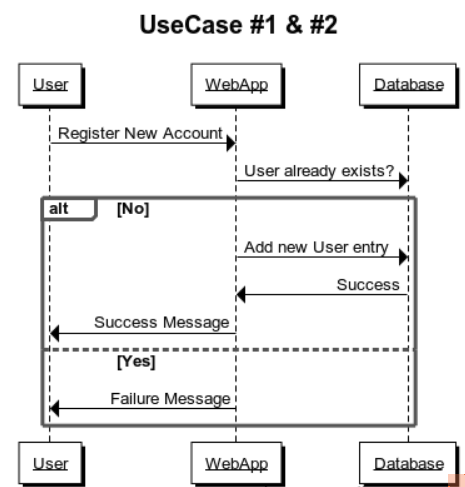 UseCase #1 & #2
User
WebApp
Database
Register New Account
User already exists?
alt
[No]
Add new User entry
Success
Success Message
[Yes]
Failure Message
User
WebApp
Database